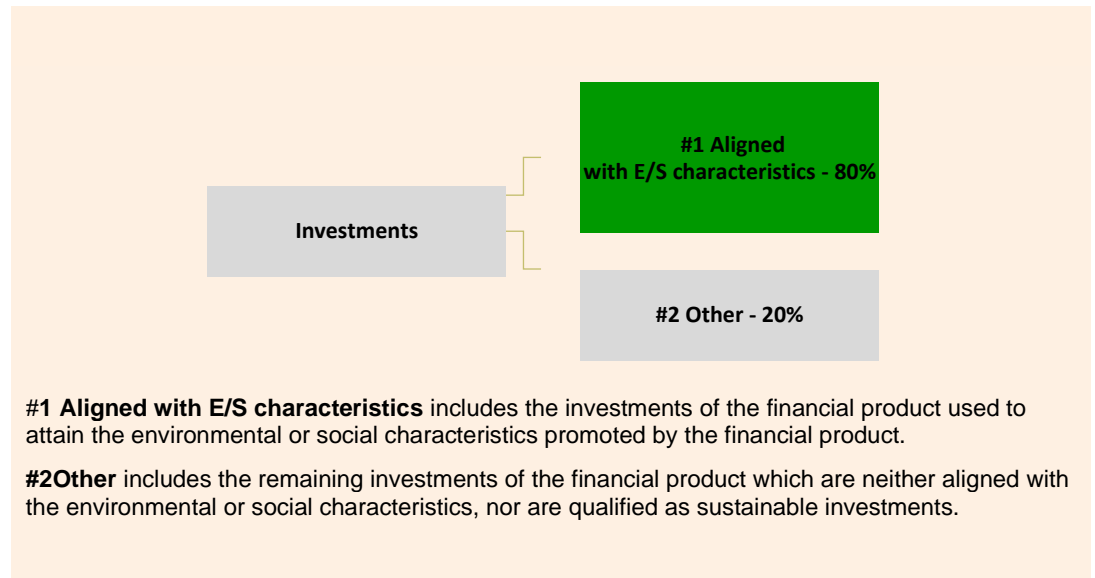 #1 Aligned
with E/S characteristics - 80%
Investments
#2 Other - 20%
#1 Aligned with E/S characteristics includes the investments of the financial product used to
attain the environmental or social characteristics promoted by the financial product.
#2Other includes the remaining investments of the financial product which are neither aligned with
the environmental or social characteristics, nor are qualified as sustainable investments.